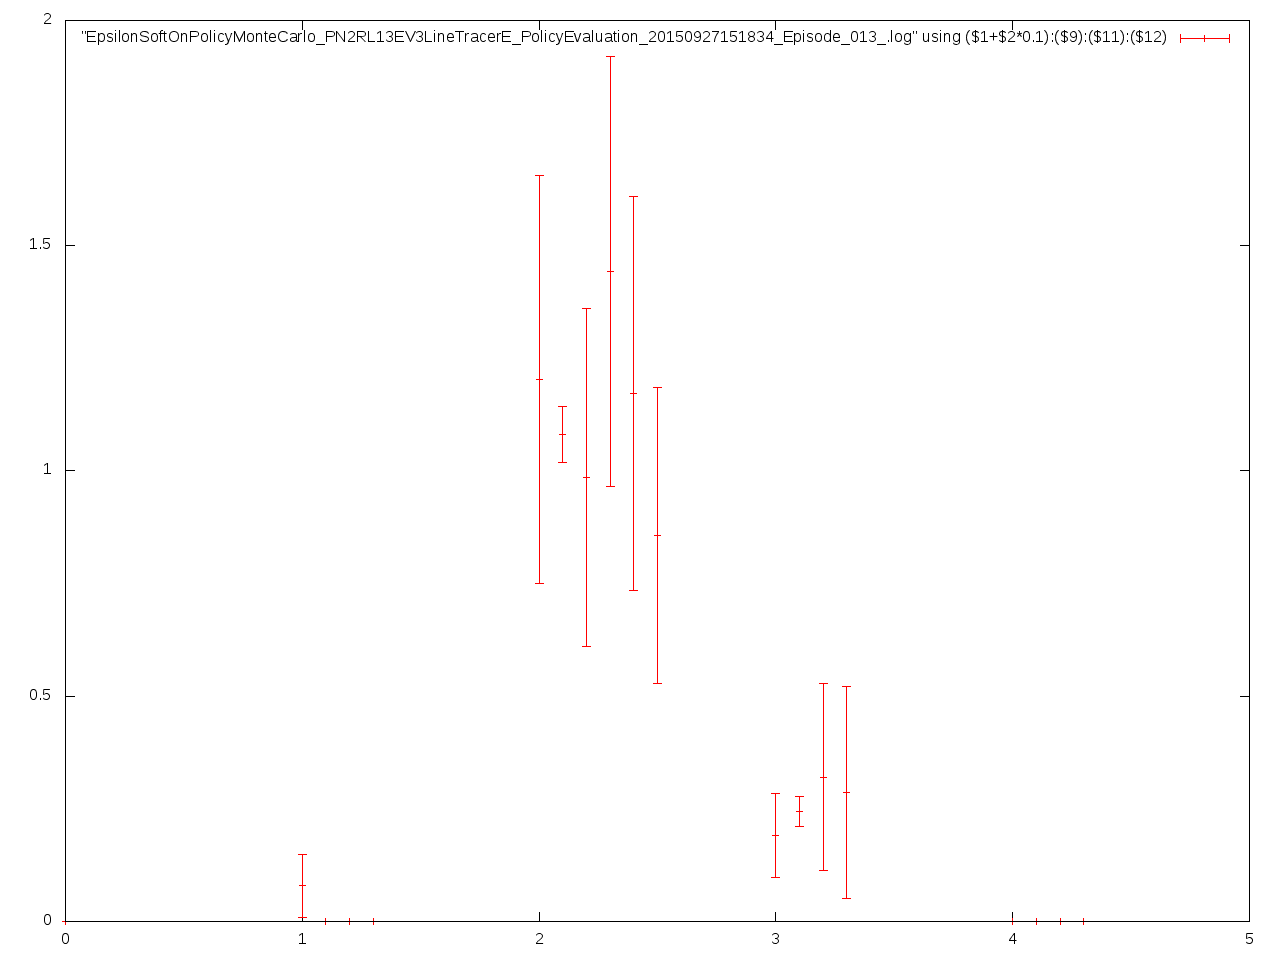 2
"EpsilonSoftOnPolicyMonteCarlo_PN2RL13EV3LineTracerE_PolicyEvaluation_20150927151834_Episode_013_.log" using ($1+$2*0.1):($9):($11):($12)
1.5
1
0.5
0
0 1 2 3 4 5